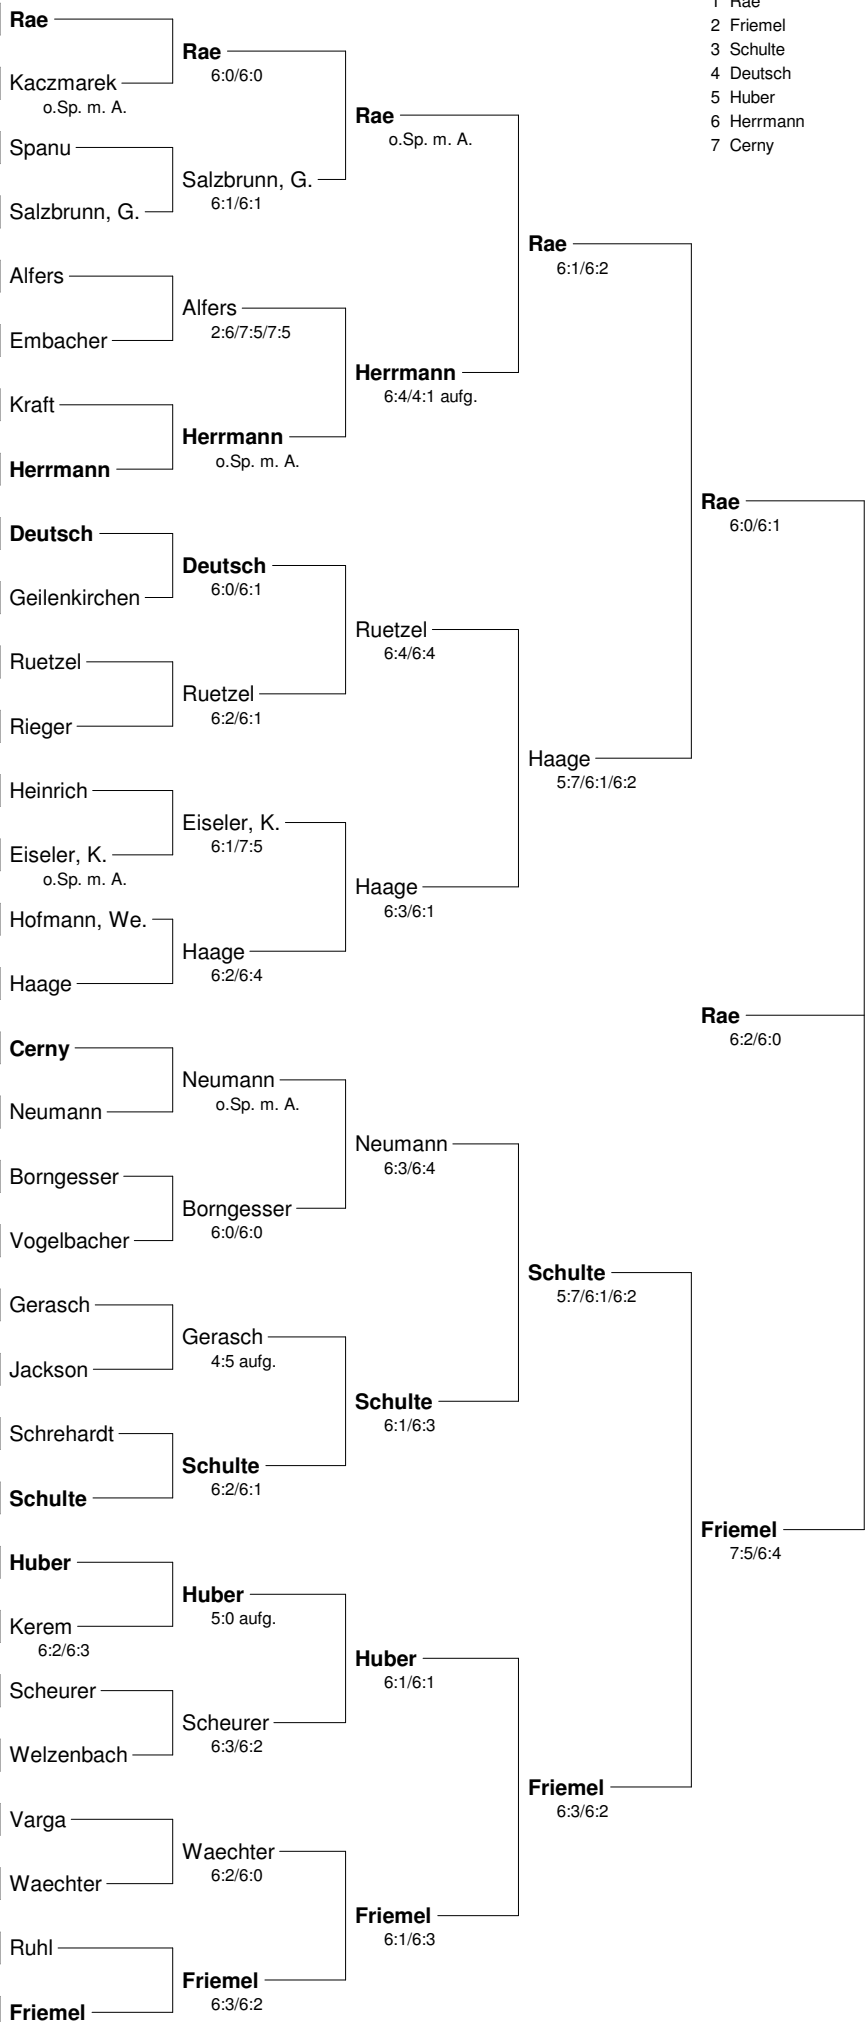 Rae
Kaczmarek
o.Sp. m. A.
Spanu
Salzbrunn, G.
Alfers
Embacher
Kraft
Herrmann
Deutsch
Geilenkirchen
Ruetzel
Rieger
Heinrich
Eiseler, K.
o.Sp. m. A.
Hofmann, We.
Haage
Cerny
Neumann
Borngesser
Vogelbacher
Gerasch
Jackson
Schrehardt
Schulte
Huber
Kerem
6:2/6:3
Scheurer
Welzenbach
Varga
Waechter
Ruhl
Friemel
Rae
6:0/6:0
Salzbrunn, G.
6:1/6:1
Alfers
2:6/7:5/7:5
Herrmann
o.Sp. m. A.
Deutsch
6:0/6:1
Ruetzel
6:2/6:1
Eiseler, K.
6:1/7:5
Haage
6:2/6:4
Neumann
o.Sp. m. A.
Borngesser
6:0/6:0
Gerasch
4:5 aufg.
Schulte
6:2/6:1
Huber
5:0 aufg.
Scheurer
6:3/6:2
Waechter
6:2/6:0
Friemel
6:3/6:2
Rae
o.Sp. m. A.
Herrmann
6:4/4:1 aufg.
Ruetzel
6:4/6:4
Haage
6:3/6:1
Neumann
6:3/6:4
Schulte
6:1/6:3
Huber
6:1/6:1
Friemel
6:1/6:3
Rae
6:1/6:2
Haage
5:7/6:1/6:2
Schulte
5:7/6:1/6:2
Friemel
6:3/6:2
1 Rae
2 Friemel
3 Schulte
4 Deutsch
5 Huber
6 Herrmann
7 Cerny
Rae
6:0/6:1
Rae
6:2/6:0
Friemel
7:5/6:4